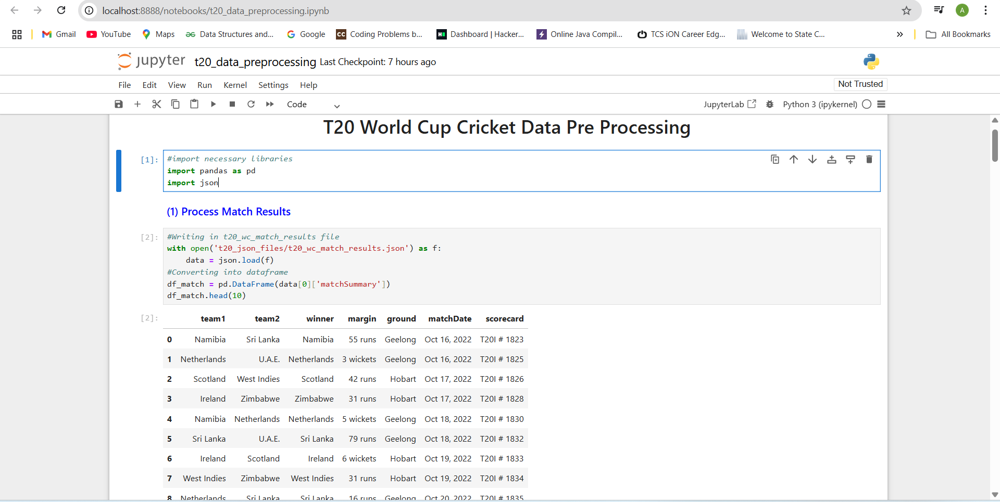 localhost:8888/notebooks/t20_data_preprocessing.ipynb A
Gmail YouTube Maps Data Structures and... Google CC Coding Problems b... H Dashboard | Hacker... Online Java Compil... TCS iON Career Edg... Welcome to State C... » All Bookmarks
jupyter t20_data_preprocessing Last Checkpoint: 7 hours ago
File Edit View Run Kernel Settings Help Not Trusted
Code JupyterLab Python 3 (ipykernel)
T20 World Cup Cricket Data Pre Processing
[1]: #import necessary libraries
import pandas as pd
import json
(1) Process Match Results
[2]: #Writing in t20_wc_match_results file
with open('t20_json_files/t20_wc_match_results.json') as f:
data = json.load(f)
#Converting into dataframe
df_match = pd.DataFrame(data[0]['matchSummary'])
df_match.head(10)
[2]: team1 team2 winner margin ground matchDate scorecard
0 Namibia Sri Lanka Namibia 55 runs Geelong Oct 16, 2022 T20I # 1823
1 Netherlands U.A.E. Netherlands 3 wickets Geelong Oct 16, 2022 T20I # 1825
2 Scotland West Indies Scotland 42 runs Hobart Oct 17, 2022 T20I # 1826
3 Ireland Zimbabwe Zimbabwe 31 runs Hobart Oct 17, 2022 T20I # 1828
4 Namibia Netherlands Netherlands 5 wickets Geelong Oct 18, 2022 T20I # 1830
5 Sri Lanka U.A.E. Sri Lanka 79 runs Geelong Oct 18, 2022 T20I # 1832
6 Ireland Scotland Ireland 6 wickets Hobart Oct 19, 2022 T20I # 1833
7 West Indies Zimbabwe West Indies 31 runs Hobart Oct 19, 2022 T20I # 1834
8 Netherlands Sri Lanka Sri Lanka 16 runs Geelong Oct 20, 2022 T20I # 1835